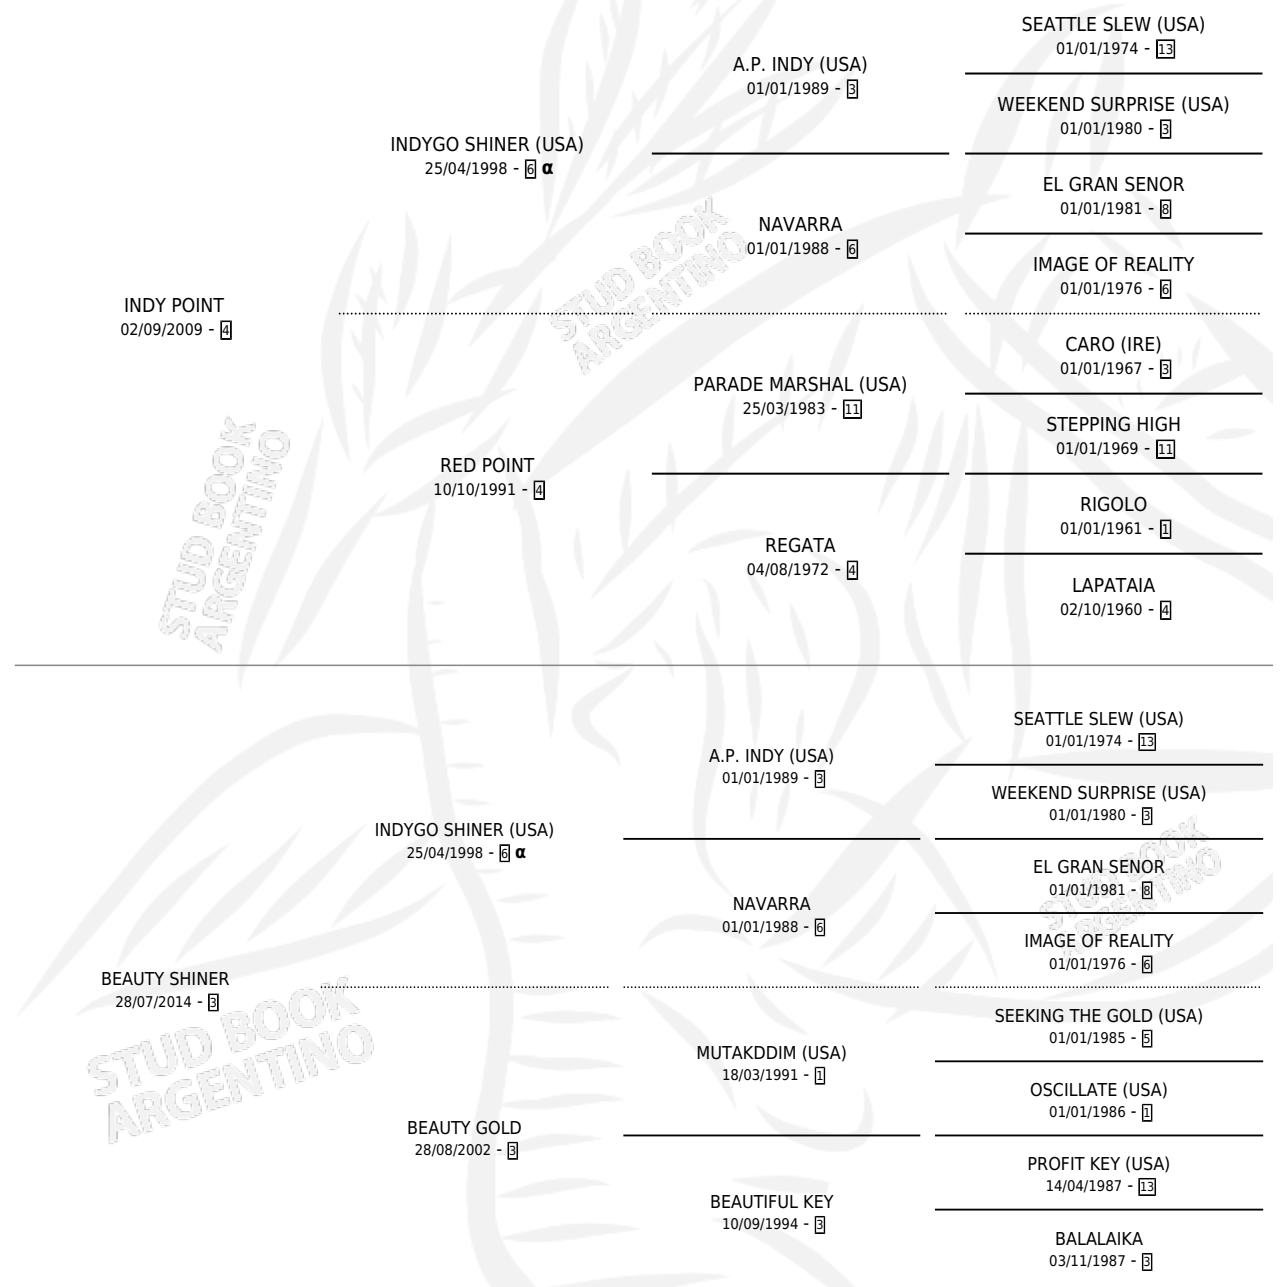 SEATTLE SLEW (USA)
01/01/1974 - 13
A.P. INDY (USA)
01/01/1989 - 3
WEEKEND SURPRISE (USA)
01/01/1980 - 3
INDYGO SHINER (USA)
25/04/1998 - 6 α
EL GRAN SENOR
01/01/1981 - 8
NAVARRA
01/01/1988 - 6
IMAGE OF REALITY
01/01/1976 - 6
INDY POINT
02/09/2009 - 4
CARO (IRE)
01/01/1967 - 3
PARADE MARSHAL (USA)
25/03/1983 - 11
STEPPING HIGH
01/01/1969 - 11
RED POINT
10/10/1991 - 4
RIGOLO
01/01/1961 - 1
REGATA
04/08/1972 - 4
LAPATAIA
02/10/1960 - 4
STUD BOOK
ARGENTINO
STUD BOOK
ARGENTINO
SEATTLE SLEW (USA)
01/01/1974 - 13
A.P. INDY (USA)
01/01/1989 - 3
WEEKEND SURPRISE (USA)
01/01/1980 - 3
INDYGO SHINER (USA)
25/04/1998 - 6 α
EL GRAN SENOR
01/01/1981 - 8
NAVARRA
01/01/1988 - 6
IMAGE OF REALITY
01/01/1976 - 6
BEAUTY SHINER
28/07/2014 - 3
SEEKING THE GOLD (USA)
01/01/1985 - 5
MUTAKDDIM (USA)
18/03/1991 - 1
OSCILLATE (USA)
01/01/1986 - 1
BEAUTY GOLD
28/08/2002 - 3
PROFIT KEY (USA)
14/04/1987 - 13
BEAUTIFUL KEY
10/09/1994 - 3
BALALAIKA
03/11/1987 - 3
STUD BOOK
ARGENTINO
STUD BOOK
ARGENTINO